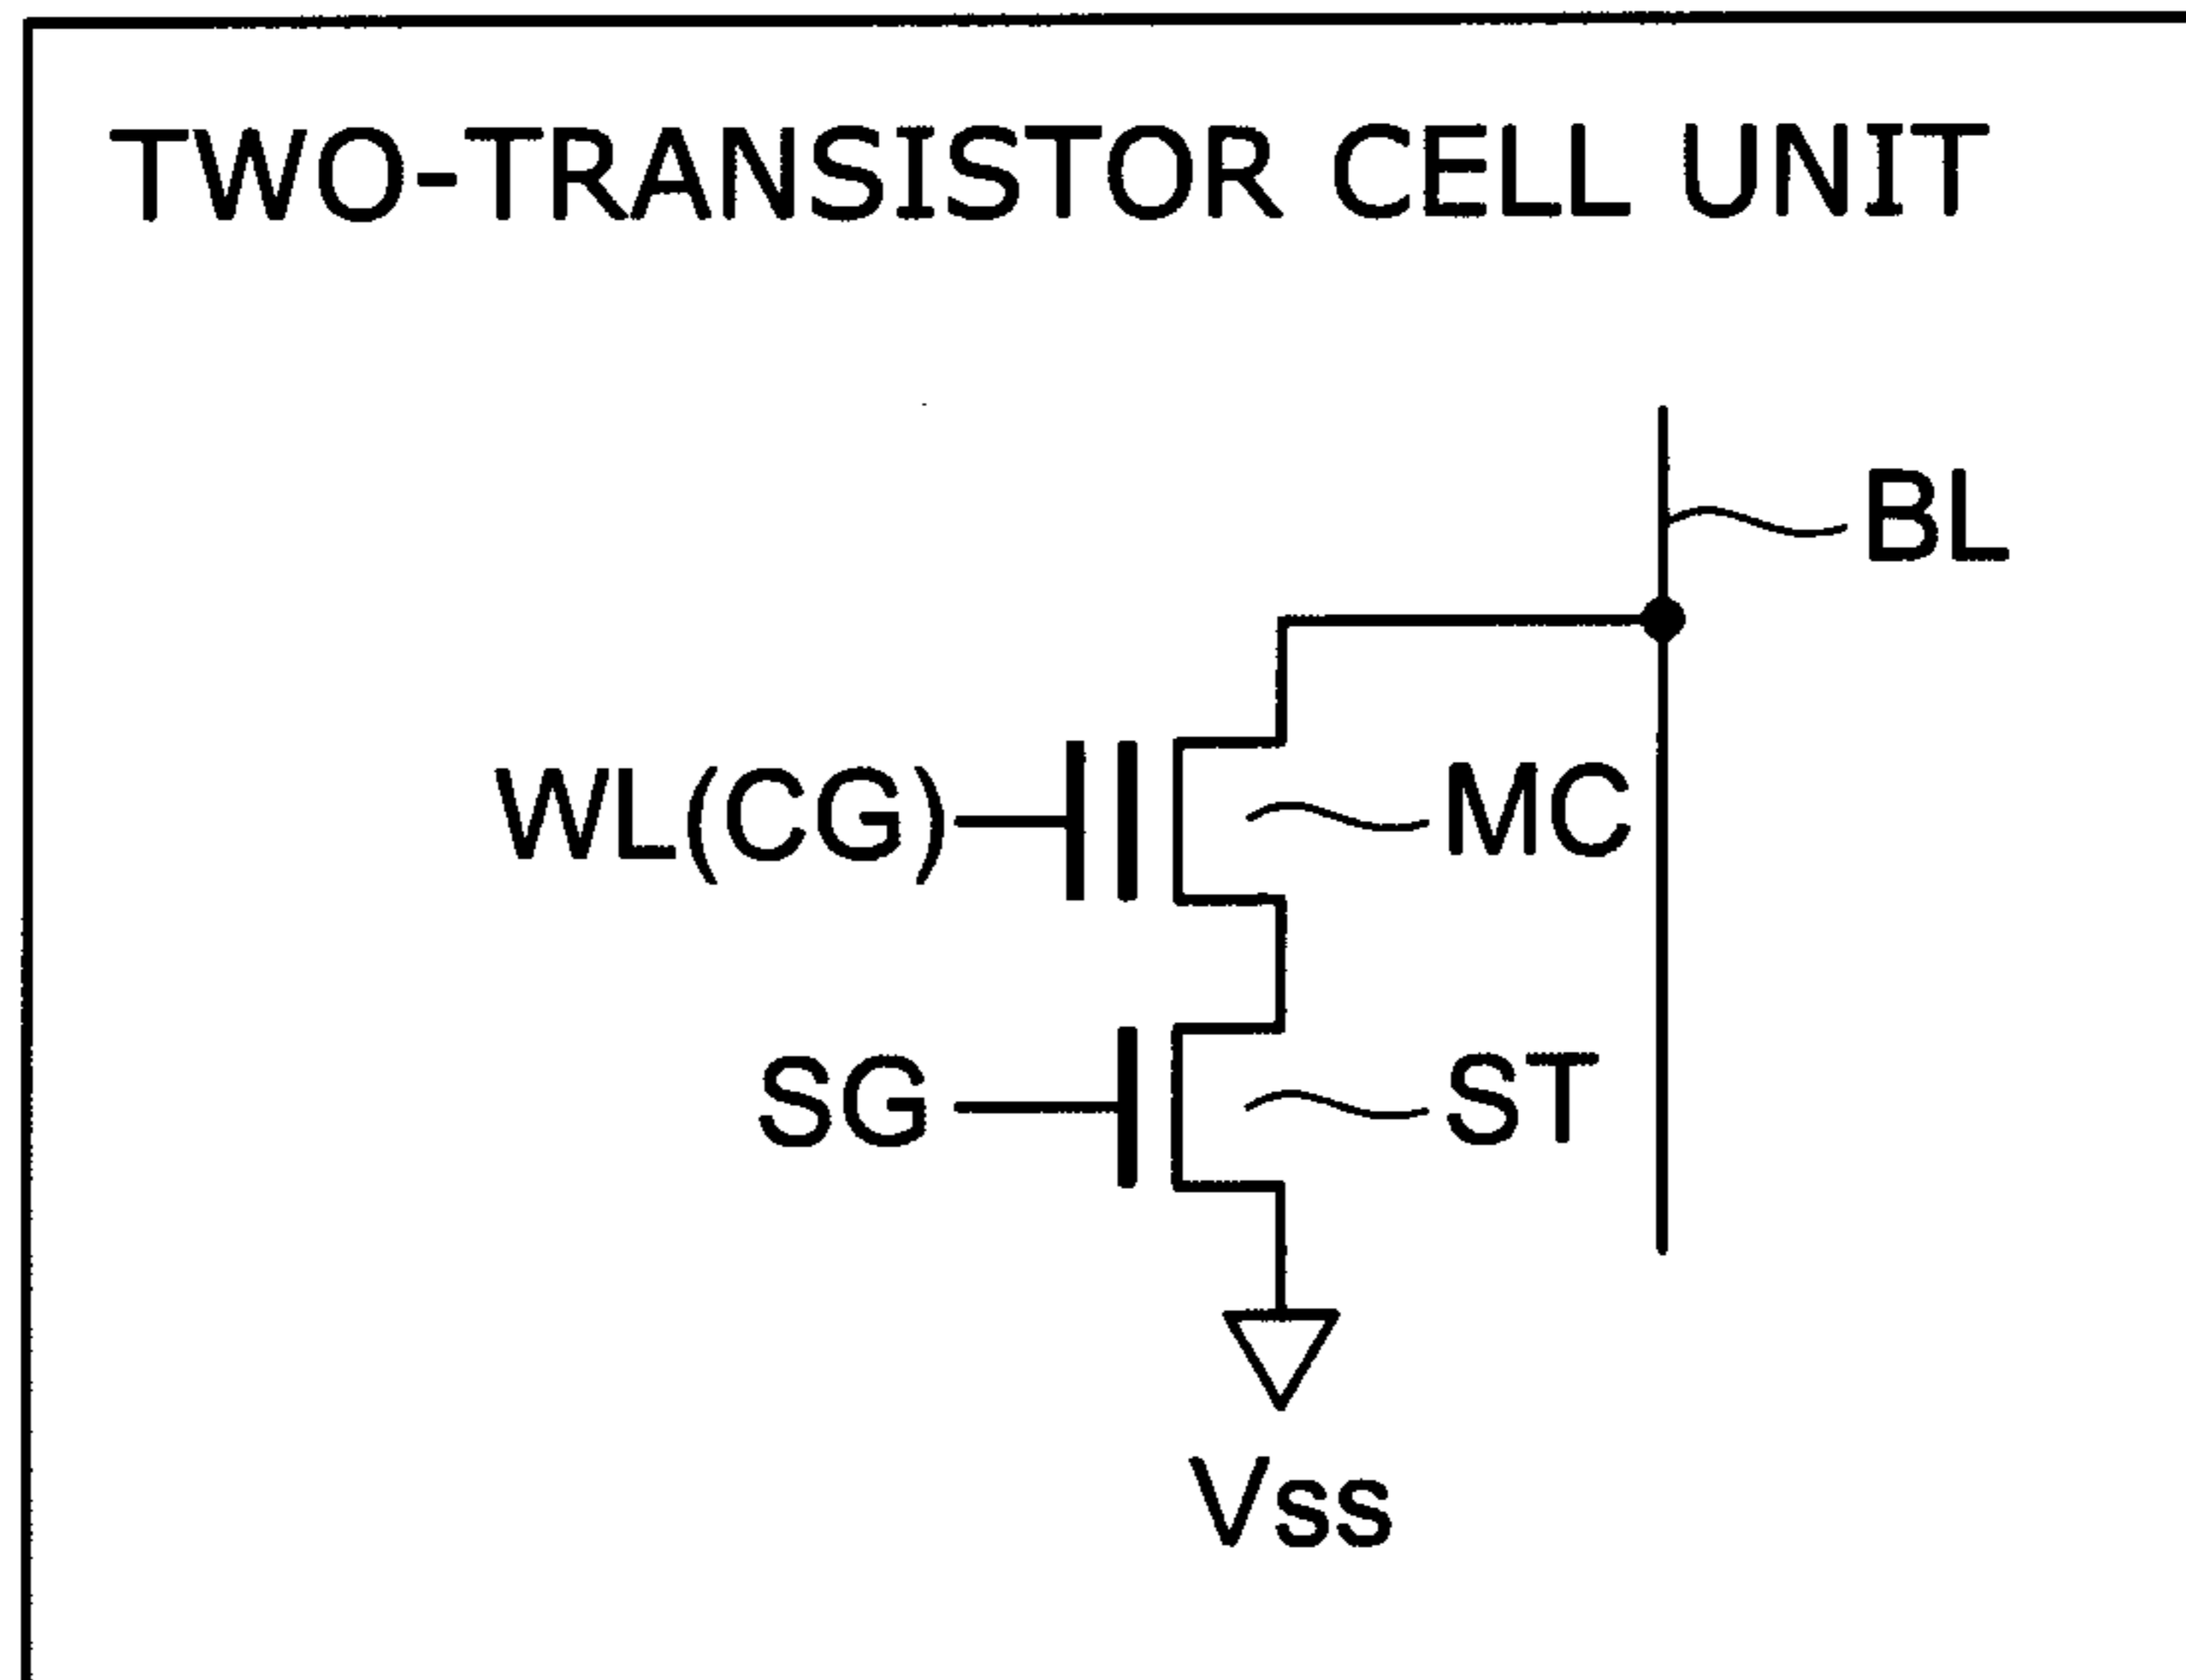 TWO-TRANSISTOR CELL UNIT
BL
WL(CG)
MC
SG
ST
Vss